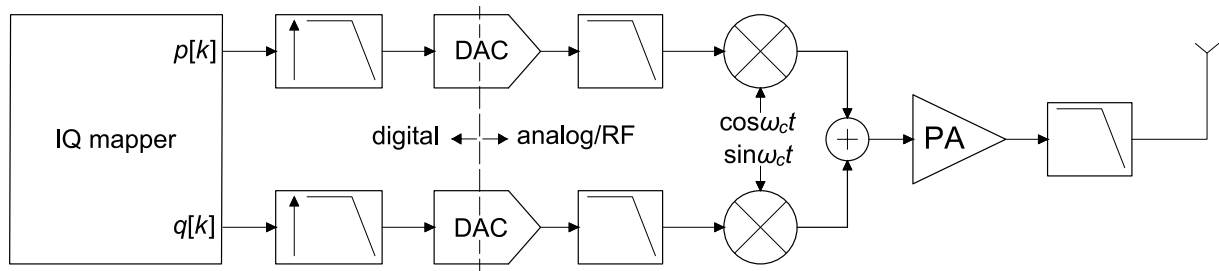 p[k]
DAC
IQ mapper
digital
analog/RF
cosω_ct
sinω_ct
+
PA
q[k]
DAC